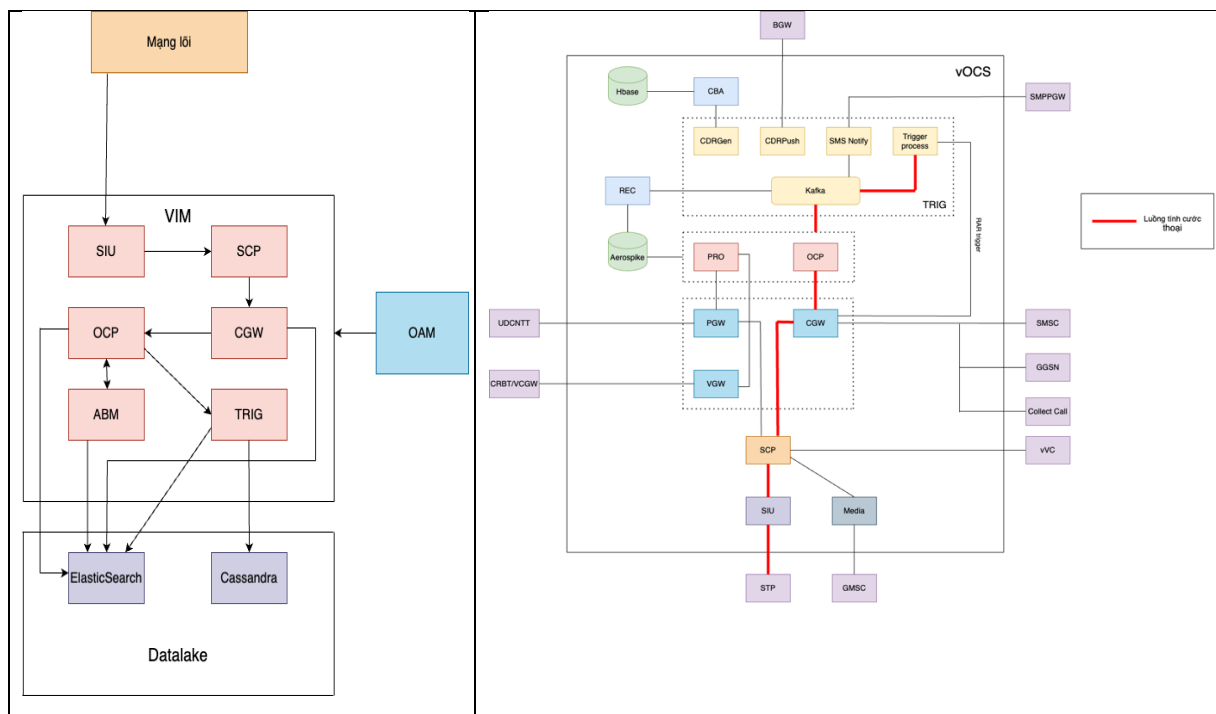 Mạng lõi
VIM
SIU
SCP
OCP
CGW
OAM
ABM
TRIG
ElasticSearch
Cassandra
Datalake
BGW
vOCS
Hbase
CBA
SMPPGW
CDRGen
CDRPush
SMS Notify
Trigger
process
REC
Kafka
TRIG
RAR trigger
Luồng tính cước
thoại
Aerospike
PRO
OCP
UDCNTT
PGW
CGW
SMSC
GGSN
CRBT/VCGW
VGW
Collect Call
SCP
vVC
SIU
Media
STP
GMSC